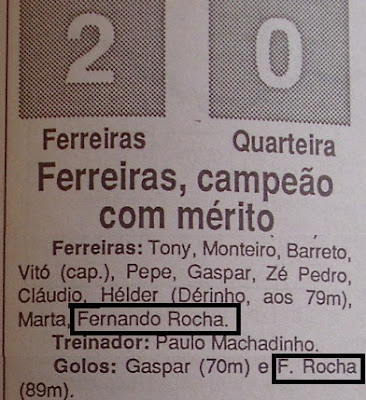 2 0
Ferreiras Quarteira
Ferreiras, campeão
com mérito
Ferreiras: Tony, Monteiro, Barreto,
Vitó (cap.), Pepe, Gaspar, Zé Pedro,
Cláudio, Hélder (Dérinho, aos 79m),
Marta, Fernando Rocha.
Treinador: Paulo Machadinho.
Golos: Gaspar (70m) e F. Rocha
(89m).